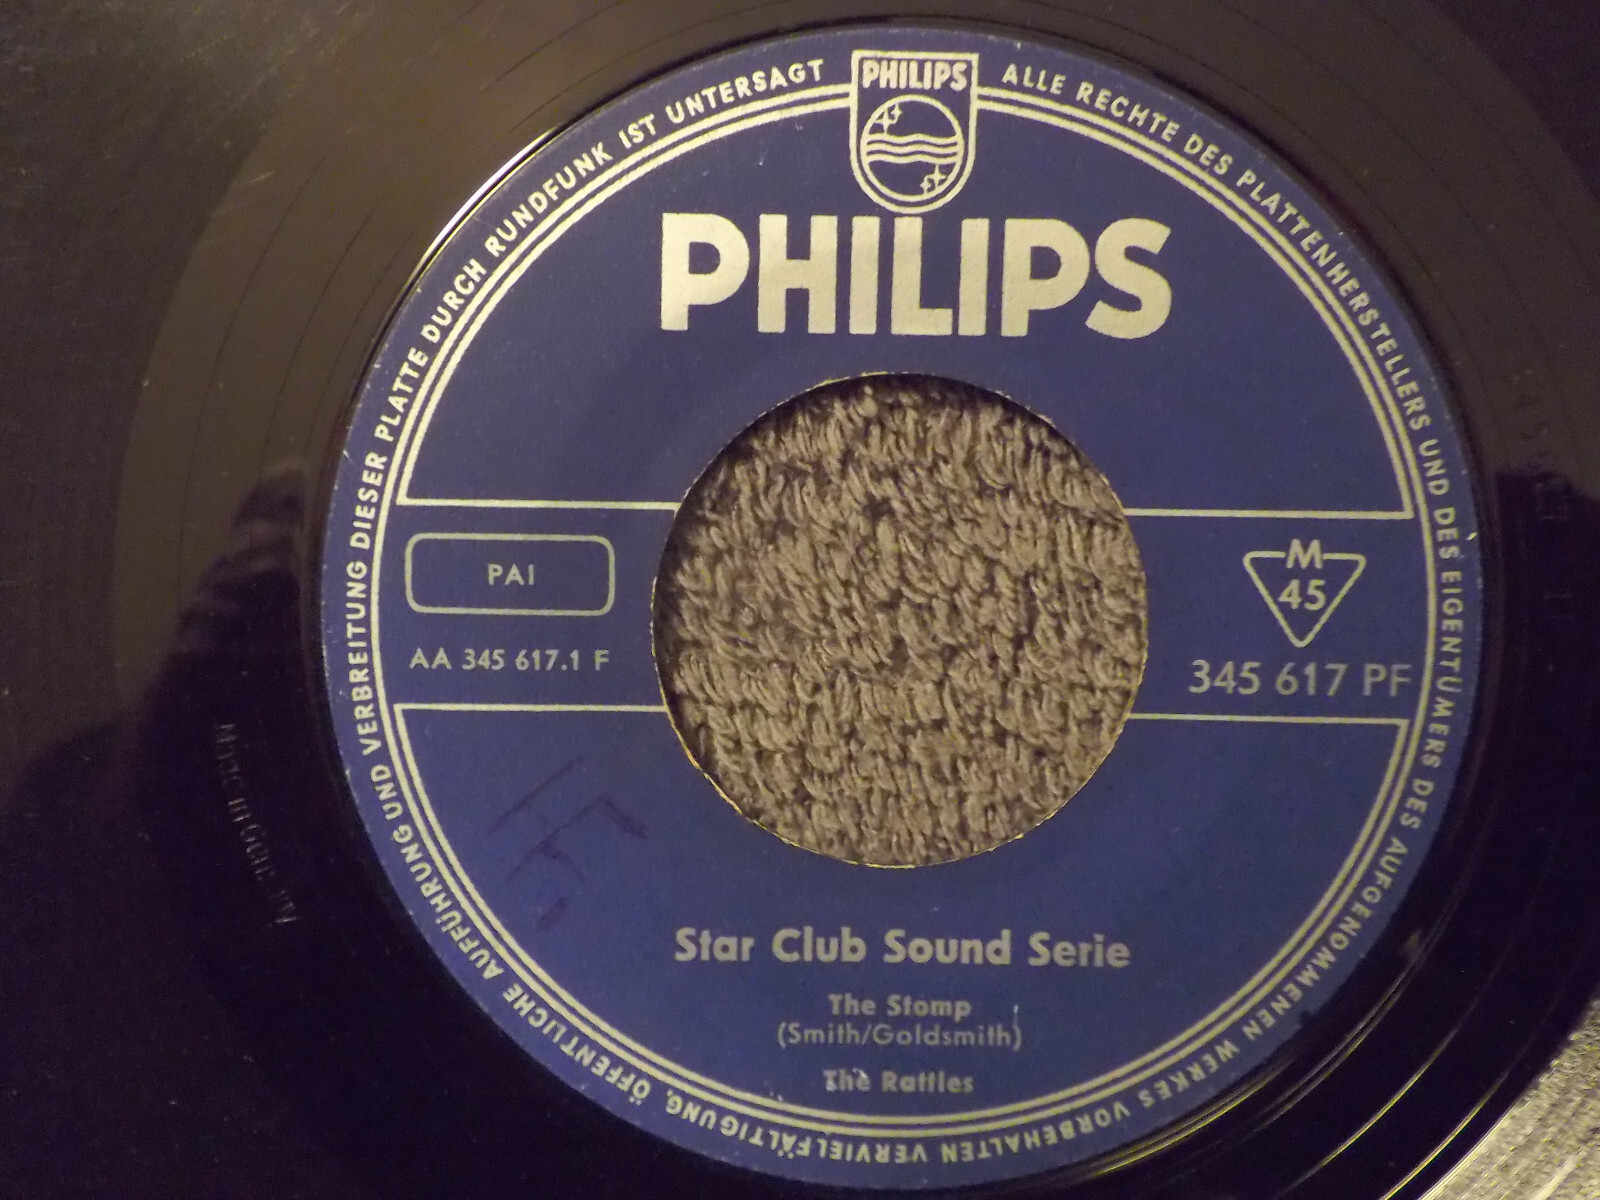 PHILIPS
ALLE RECHTE DES PLATTENHERSTELLERS UND DES EIGENTÜMERS DES AUFGENOMMENEN WERKES VORBEHALTEN VERVIELFÄLTIGUNG, ÖFFENTLICHE AUFFÜHRUNG UND VERBREITUNG DIESER PLATTE DURCH RUNDFUNK IST UNTERSAGT
PHILIPS
PAI
M
45
AA 345 617.1 F
345 617 PF
Star Club Sound Serie
The Stomp
(Smith/Goldsmith)
The Rattles